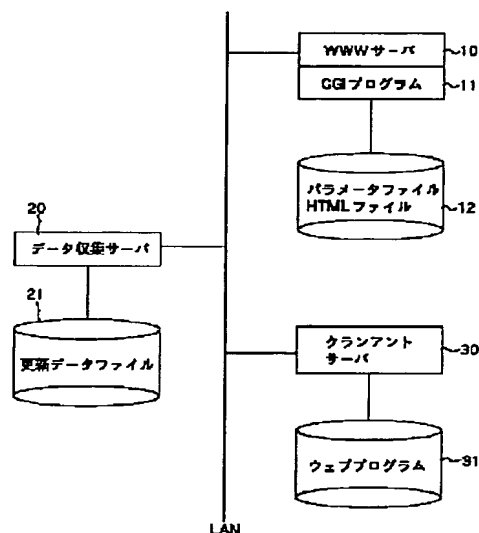 WWWサーバ
10
CGIプログラム
11
パラメータファイル
HTMLファイル
12
20
データ収集サーバ
21
更新データファイル
クランアント
サーバ
30
ウェブプログラム
31
LAN